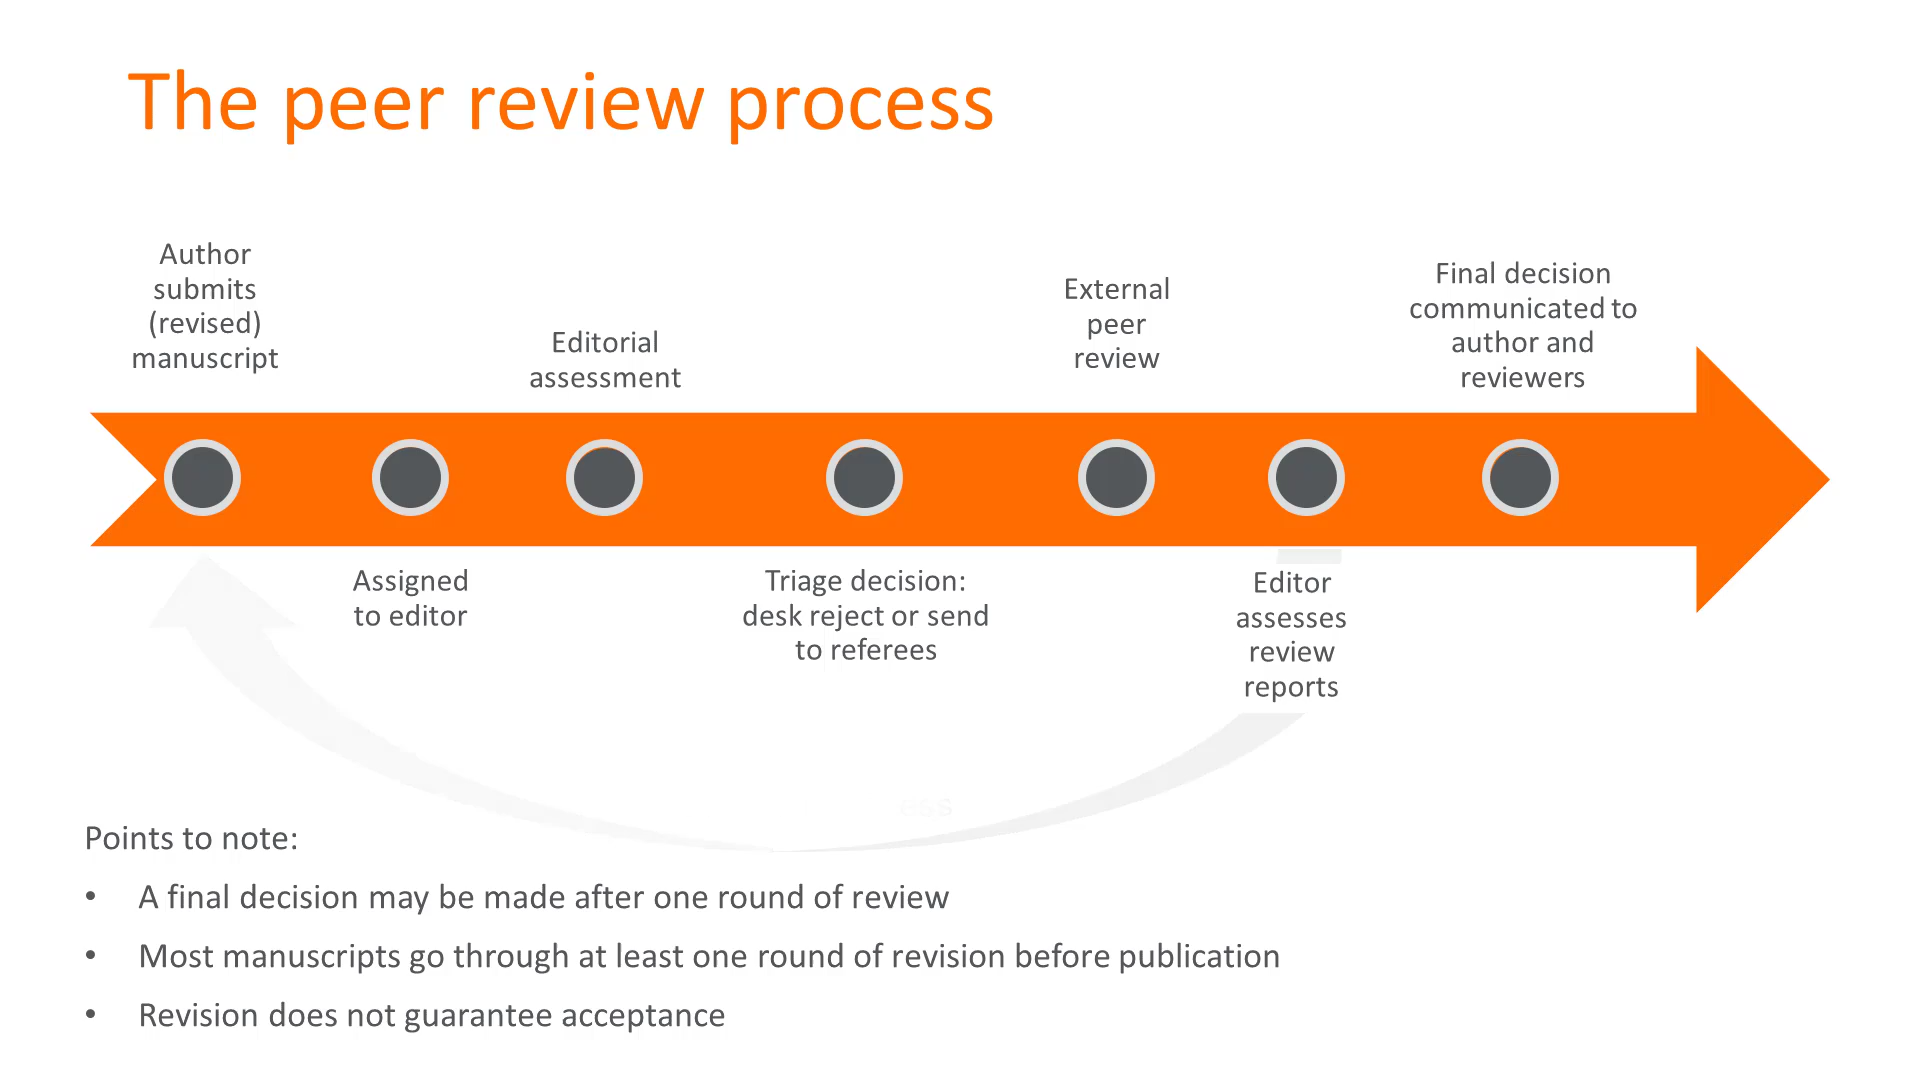 The peer review process
Author
submits
(revised)
manuscript
Assigned
to editor
Editorial
assessment
Triage decision:
desk reject or send
to referees
External
peer
review
Editor
assesses
review
reports
Final decision
communicated to
author and
reviewers
Points to note:
• A final decision may be made after one round of review
• Most manuscripts go through at least one round of revision before publication
• Revision does not guarantee acceptance